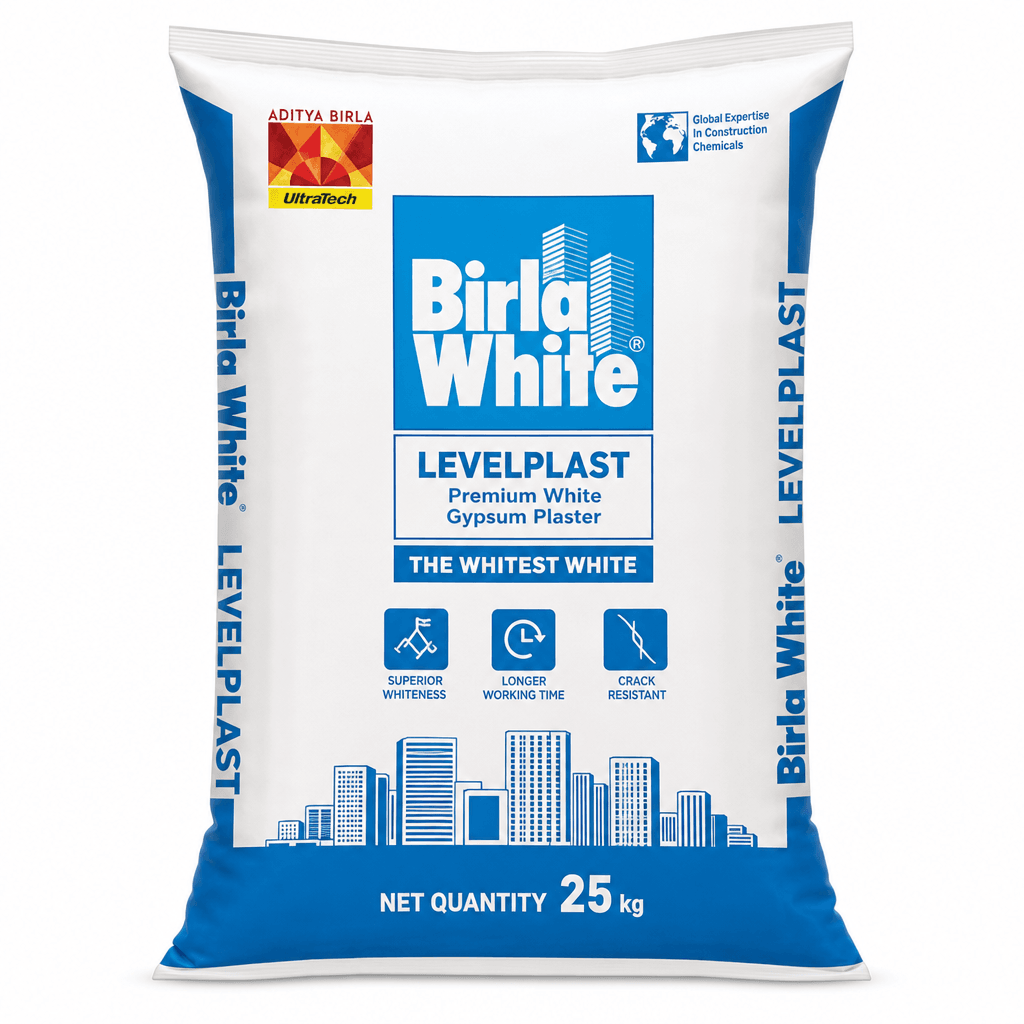 ADITYA BIRLA
UltraTech
Global Expertise
In Construction
Chemicals
Birla
White®
LEVELPLAST
Premium White
Gypsum Plaster
THE WHITEST WHITE
SUPERIOR
WHITENESS
LONGER
WORKING TIME
CRACK
RESISTANT
Birla White® LEVELPLAST
Birla White® LEVELPLAST
NET QUANTITY 25 kg